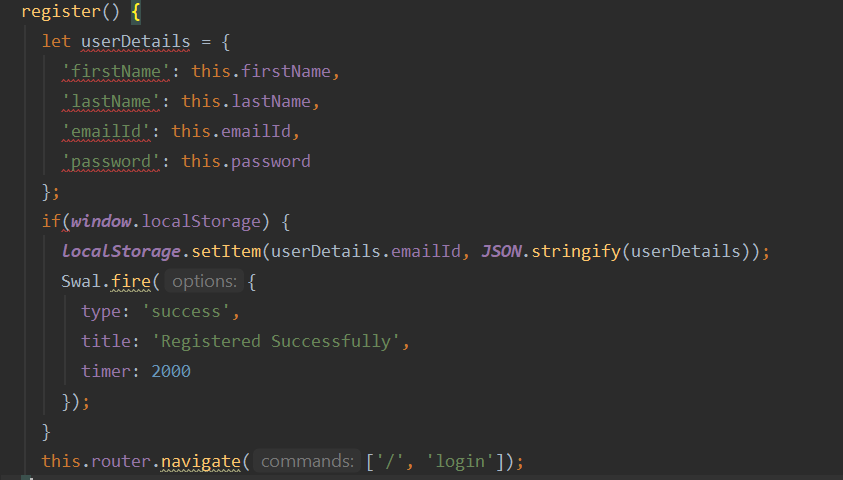 register() {
let userDetails = {
'firstName': this.firstName,
'lastName': this.lastName,
'emailId': this.emailId,
'password': this.password
};
if(window.localStorage) {
localStorage.setItem(userDetails.emailId, JSON.stringify(userDetails));
Swal.fire( options: {
type: 'success',
title: 'Registered Successfully',
timer: 2000
});
}
this.router.navigate( commands: ['/', 'login']);